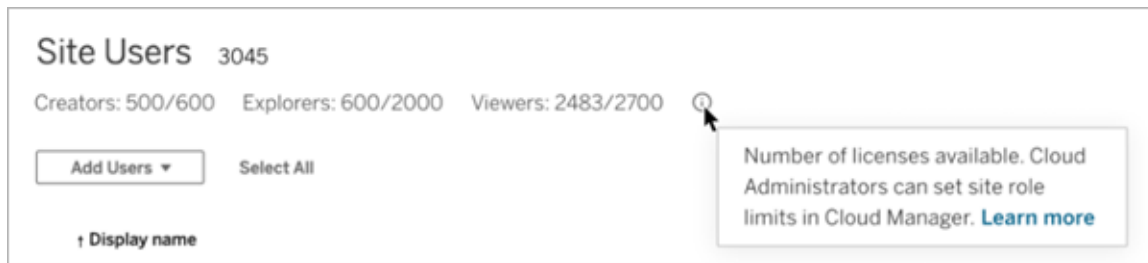 Site Users 3045
Creators: 500/600 Explorers: 600/2000 Viewers: 2483/2700
Add Users ▾ Select All
Number of licenses available. Cloud
Administrators can set site role
limits in Cloud Manager. Learn more
↑ Display name